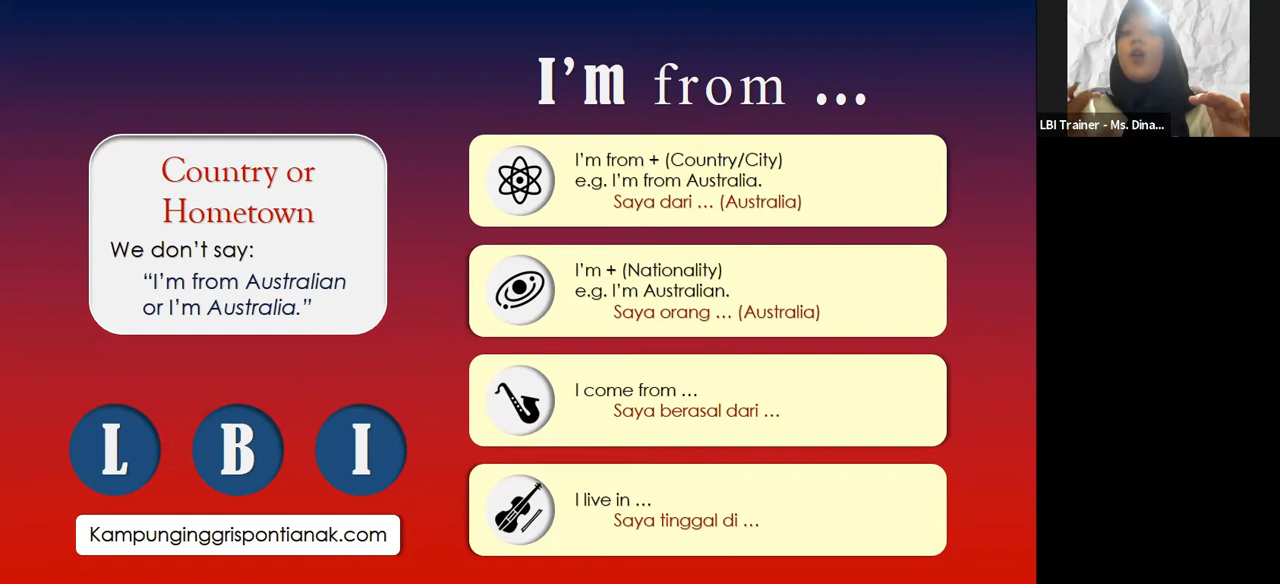 I'm from ...
Country or
Hometown
We don't say:
"I'm from Australian
or I'm Australia."
L B I
Kampunginggrispontianak.com
I'm from + (Country/City)
e.g. I'm from Australia.
Saya dari ... (Australia)
I'm + (Nationality)
e.g. I'm Australian.
Saya orang ... (Australia)
I come from ...
Saya berasal dari ...
I live in ...
Saya tinggal di ...
LBI Trainer - Ms. Dina...